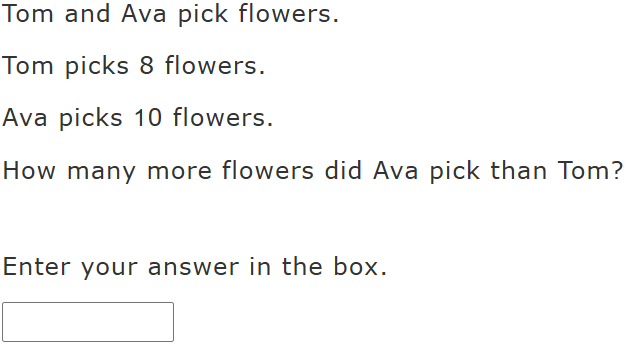 Tom and Ava pick flowers.
Tom picks 8 flowers.
Ava picks 10 flowers.
How many more flowers did Ava pick than Tom?
Enter your answer in the box.